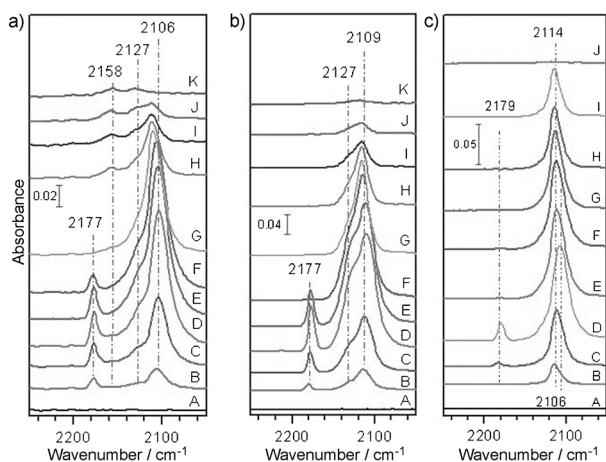 a)
2106
2127
2158
K
J
I
H
0.02
G
2177
F
E
D
C
B
A
2200 2100
Wavenumber / cm⁻¹
Absorbance
b)
2109
2127
K
J
I
H
0.04
G
2177
F
E
D
C
B
A
2200 2100
Wavenumber / cm⁻¹
c)
2114
J
2179
I
0.05
H
G
F
E
D
C
B
2106
A
2200 2100
Wavenumber / cm⁻¹